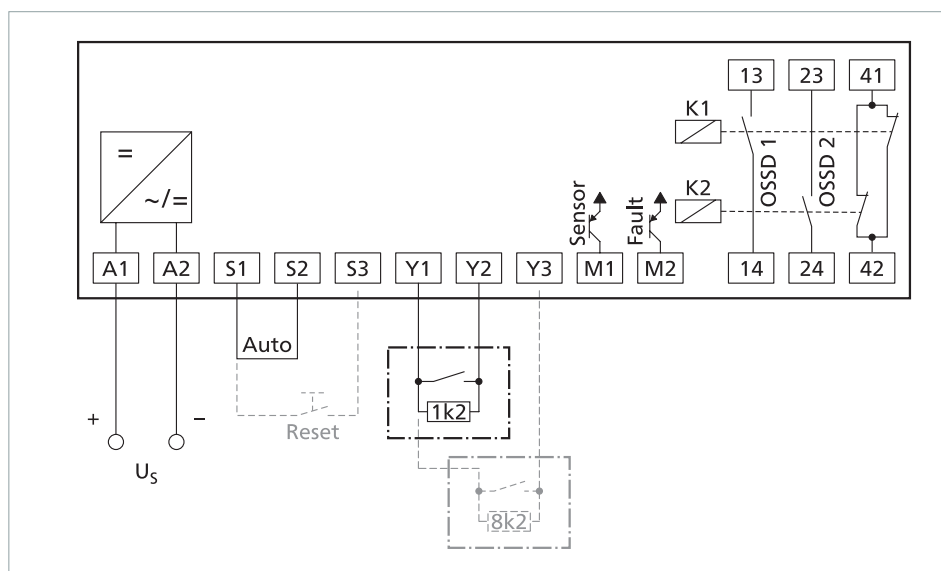 13 23 41
K1
OSSD 1
OSSD 2
=
~/=
K2
Sensor
Fault
A1 A2 S1 S2 S3 Y1 Y2 Y3 M1 M2 14 24 42
Auto
1k2
+ −
Reset
US
8k2